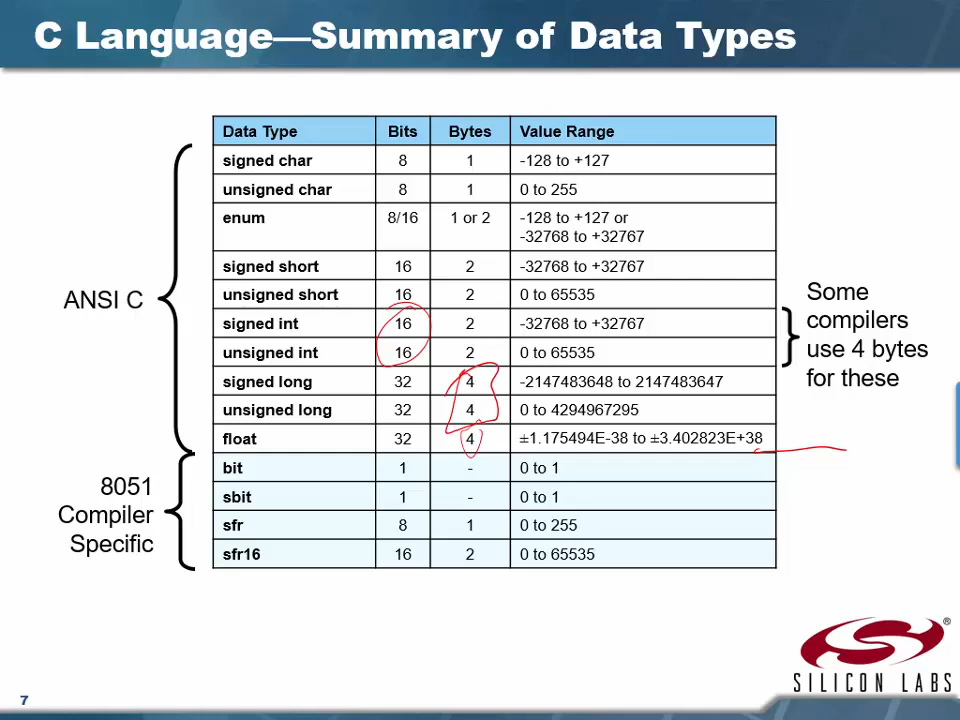 C Language—Summary of Data Types
Data Type Bits Bytes Value Range
signed char 8 1 -128 to +127
unsigned char 8 1 0 to 255
enum 8/16 1 or 2 -128 to +127 or
-32768 to +32767
signed short 16 2 -32768 to +32767
unsigned short 16 2 0 to 65535
signed int 16 2 -32768 to +32767
unsigned int 16 2 0 to 65535
signed long 32 4 -2147483648 to 2147483647
unsigned long 32 4 0 to 4294967295
float 32 4 ±1.175494E-38 to ±3.402823E+38
bit 1 - 0 to 1
sbit 1 - 0 to 1
sfr 8 1 0 to 255
sfr16 16 2 0 to 65535
ANSI C
8051
Compiler
Specific
Some
compilers
use 4 bytes
for these
®
SILICON LABS
7